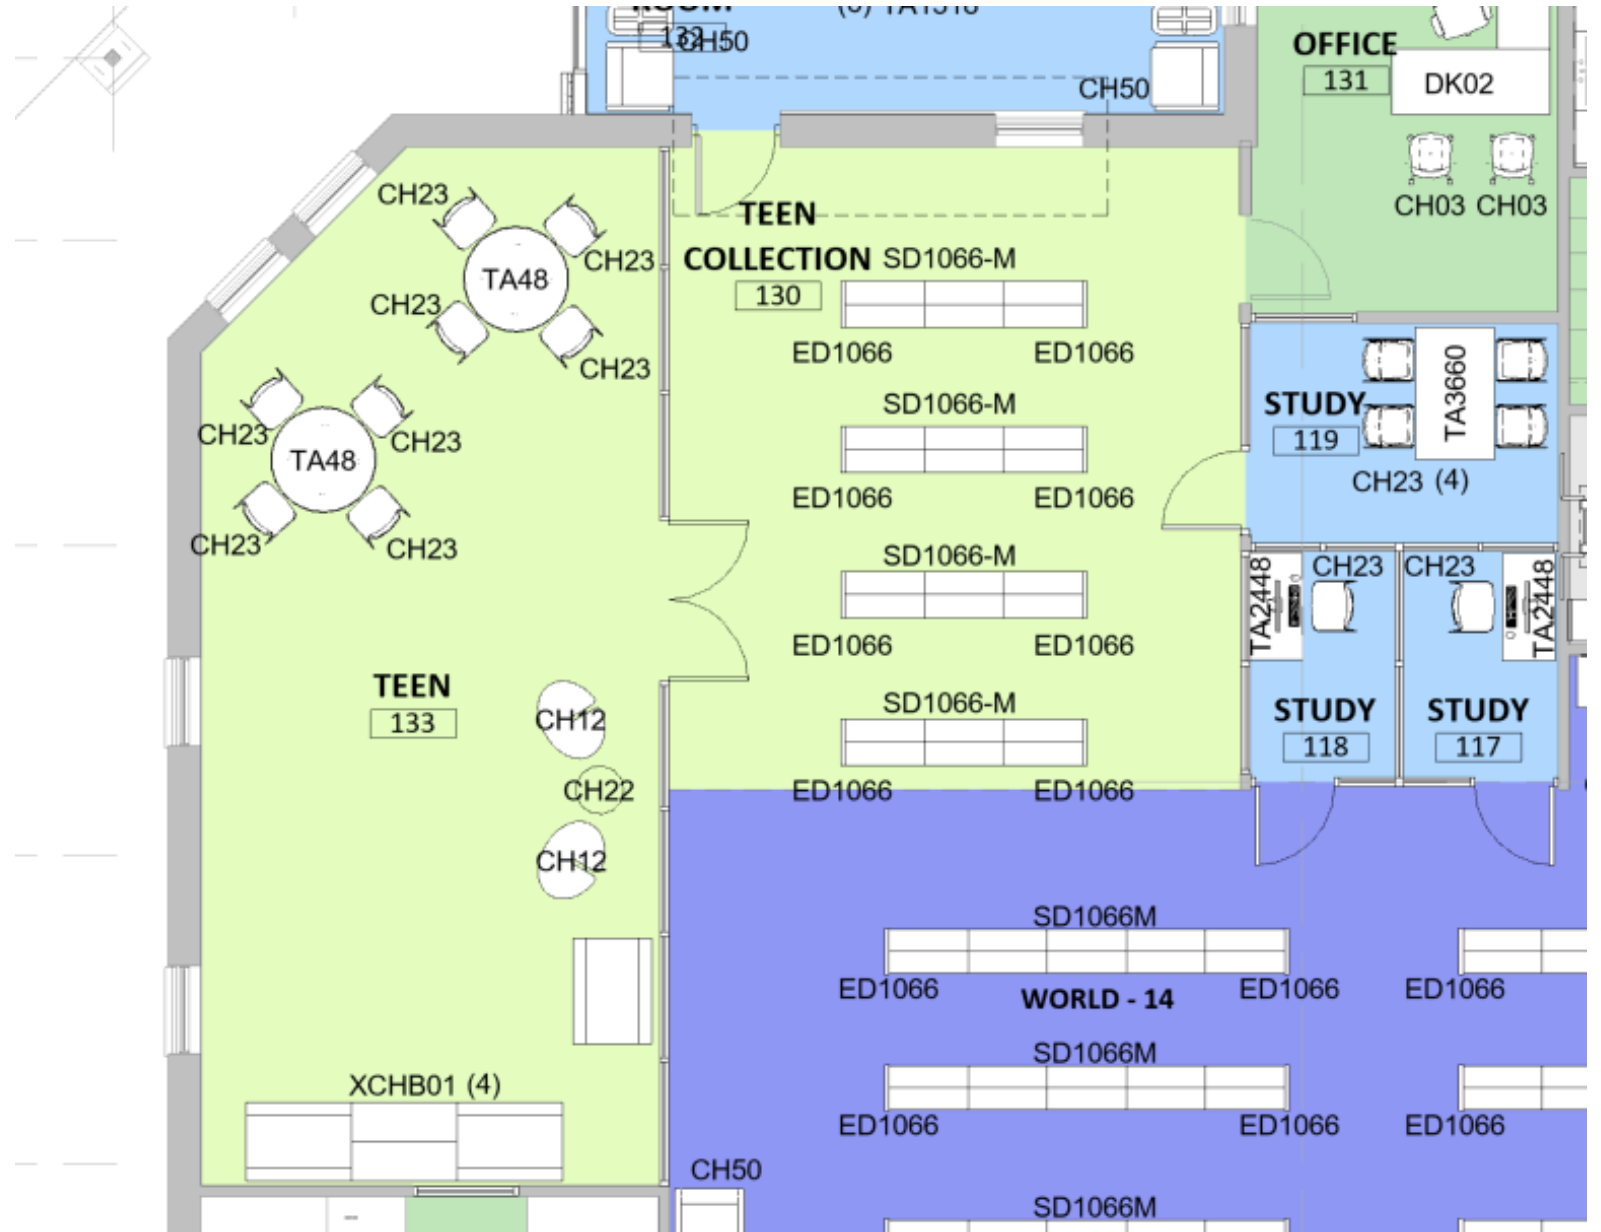 ROOM
132
CH50
(6) TA1518
CH50
OFFICE
131
DK02
CH03 CH03
CH23
CH23
TA48
CH23
CH23
TEEN
COLLECTION
130
SD1066-M
ED1066 ED1066
SD1066-M
ED1066 ED1066
SD1066-M
ED1066 ED1066
SD1066-M
ED1066 ED1066
CH23
CH23
TA48
CH23
CH23
STUDY
119
TA3660
CH23 (4)
TA2448
CH23
CH23
TA2448
STUDY
118
STUDY
117
TEEN
133
CH12
CH22
CH12
XCHB01 (4)
SD1066M
ED1066 ED1066 ED1066
WORLD - 14
SD1066M
ED1066 ED1066 ED1066
CH50
SD1066M